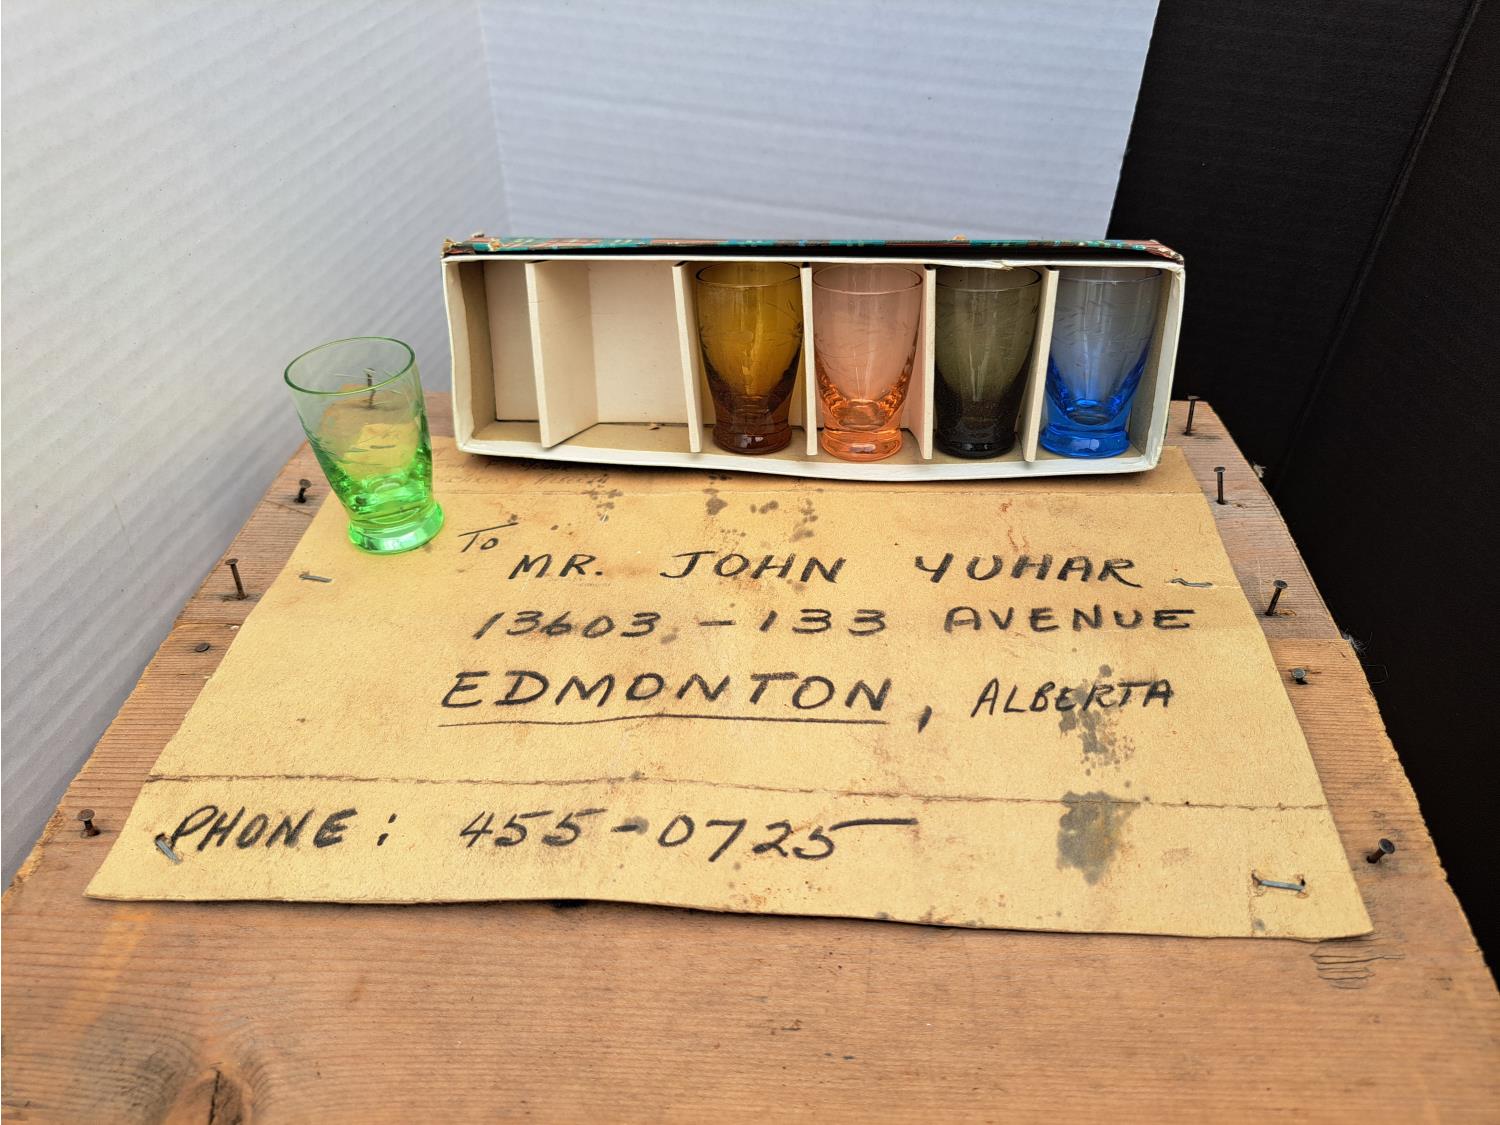 To
MR. JOHN YUHAR
13603 - 133 AVENUE
EDMONTON, ALBERTA
PHONE: 455-0725